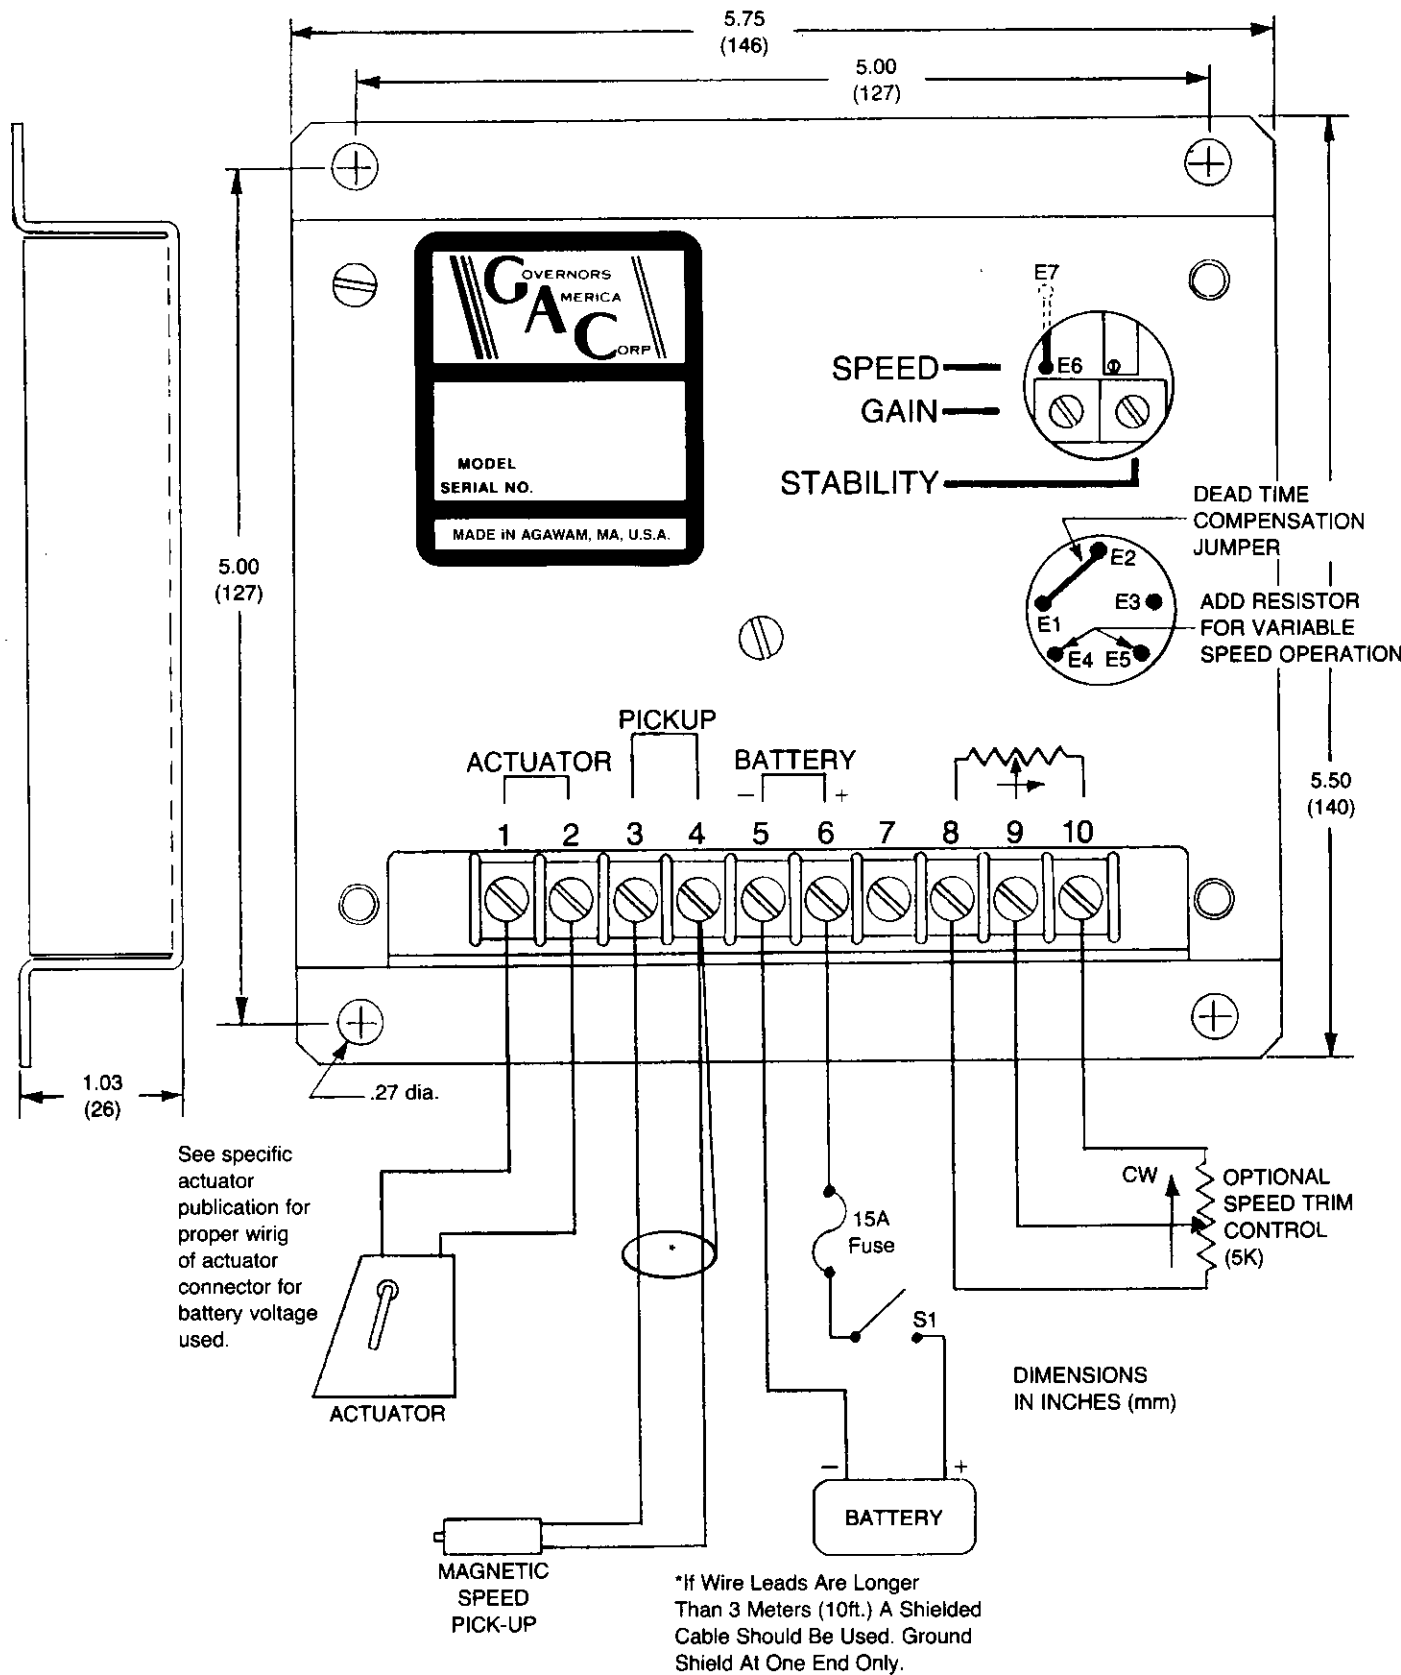 5.75
(146)
5.00
(127)
GOVERNORS
AMERICA
CORP
MODEL
SERIAL NO.
MADE IN AGAWAM, MA, U.S.A.
E7
E6
SPEED
GAIN
STABILITY
DEAD TIME
COMPENSATION
JUMPER
E2
E1
E3
E4 E5
ADD RESISTOR
FOR VARIABLE
SPEED OPERATION
5.00
(127)
5.50
(140)
PICKUP
ACTUATOR
BATTERY
– +
1 2 3 4 5 6 7 8 9 10
1.03
(26)
.27 dia.
See specific
actuator
publication for
proper wirig
of actuator
connector for
battery voltage
used.
ACTUATOR
*
15A
Fuse
S1
CW
OPTIONAL
SPEED TRIM
CONTROL
(5K)
DIMENSIONS
IN INCHES (mm)
– +
BATTERY
MAGNETIC
SPEED
PICK-UP
*If Wire Leads Are Longer
Than 3 Meters (10ft.) A Shielded
Cable Should Be Used. Ground
Shield At One End Only.